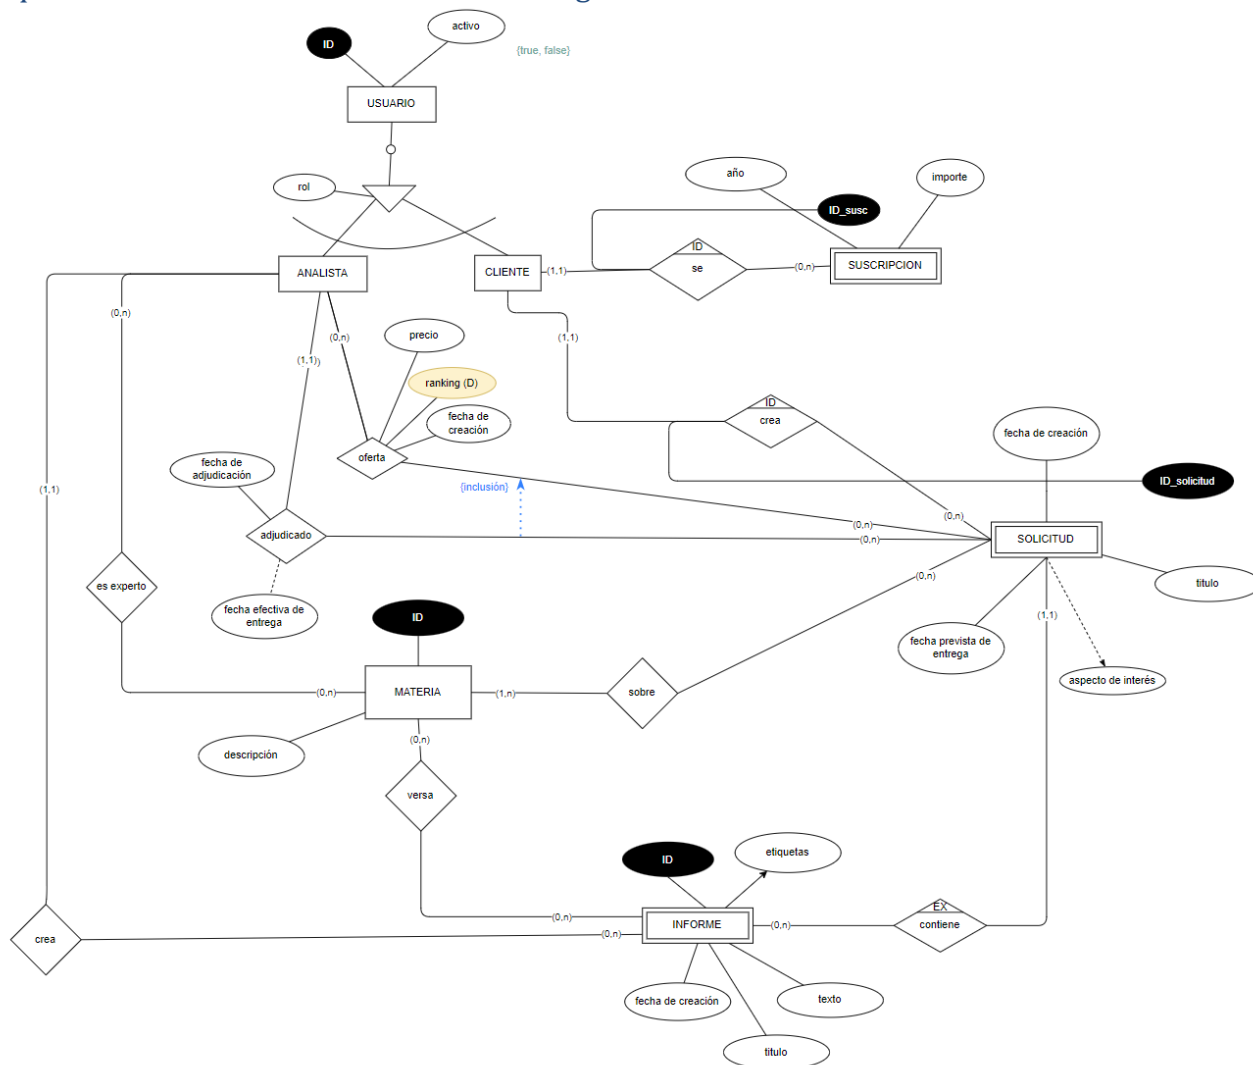 activo
ID
{true, false}
USUARIO
rol
año
importe
ID_susc
ID
se
ANALISTA
CLIENTE
(1,1)
(0,n)
SUSCRIPCION
(0,n)
(0,n)
precio
(1,1)
(1,1)
ranking (D)
fecha de
creación
ID
crea
fecha de creación
oferta
fecha de
adjudicación
{inclusión}
(1,1)
ID_solicitud
(0,n)
(0,n)
adjudicado
(0,n)
SOLICITUD
es experto
(0,n)
titulo
fecha efectiva de
entrega
ID
(1,1)
fecha prevista de
entrega
aspecto de interés
(0,n)
MATERIA
(1,n)
sobre
descripción
(0,n)
versa
etiquetas
ID
EX
(0,n)
INFORME
(0,n)
contiene
crea
(0,n)
fecha de creación
texto
titulo